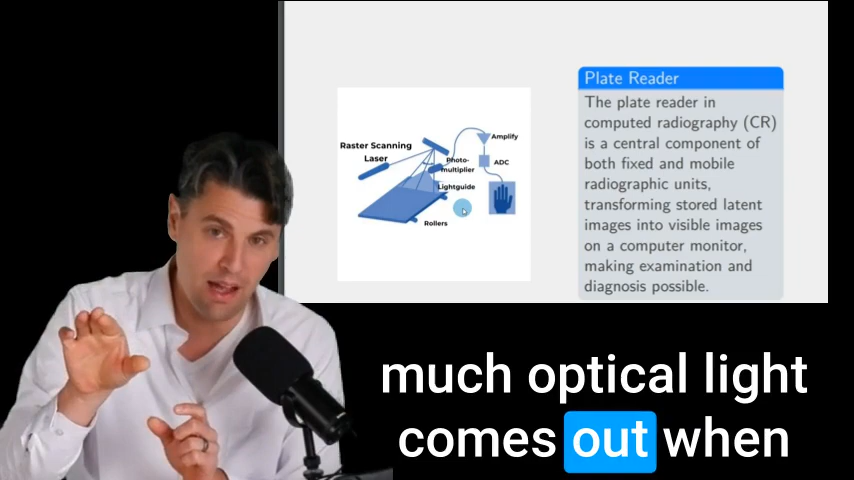 Plate Reader
The plate reader in
computed radiography (CR)
is a central component of
both fixed and mobile
radiographic units,
transforming stored latent
images into visible images
on a computer monitor,
making examination and
diagnosis possible.
Raster Scanning
Laser
Photo-
multiplier
Lightguide
Rollers
Amplify
ADC
much optical light
comes out when